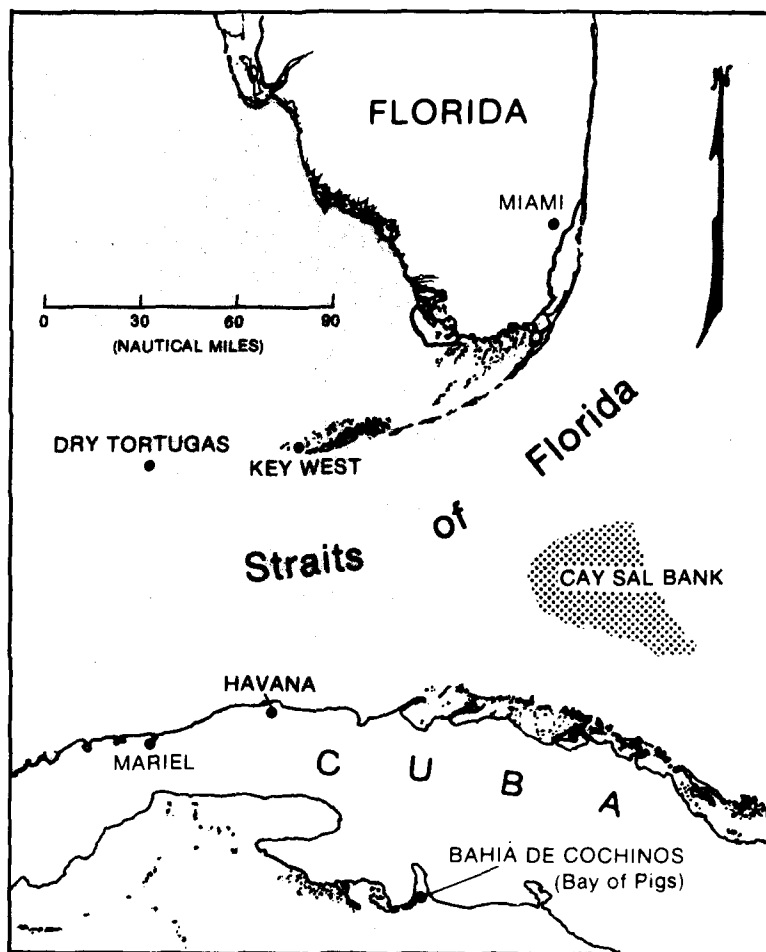 N
FLORIDA
MIAMI
0 30 60 90
(NAUTICAL MILES)
DRY TORTUGAS
KEY WEST
Straits of Florida
CAY SAL BANK
HAVANA
MARIEL
CUBA
BAHIA DE COCHINOS
(Bay of Pigs)